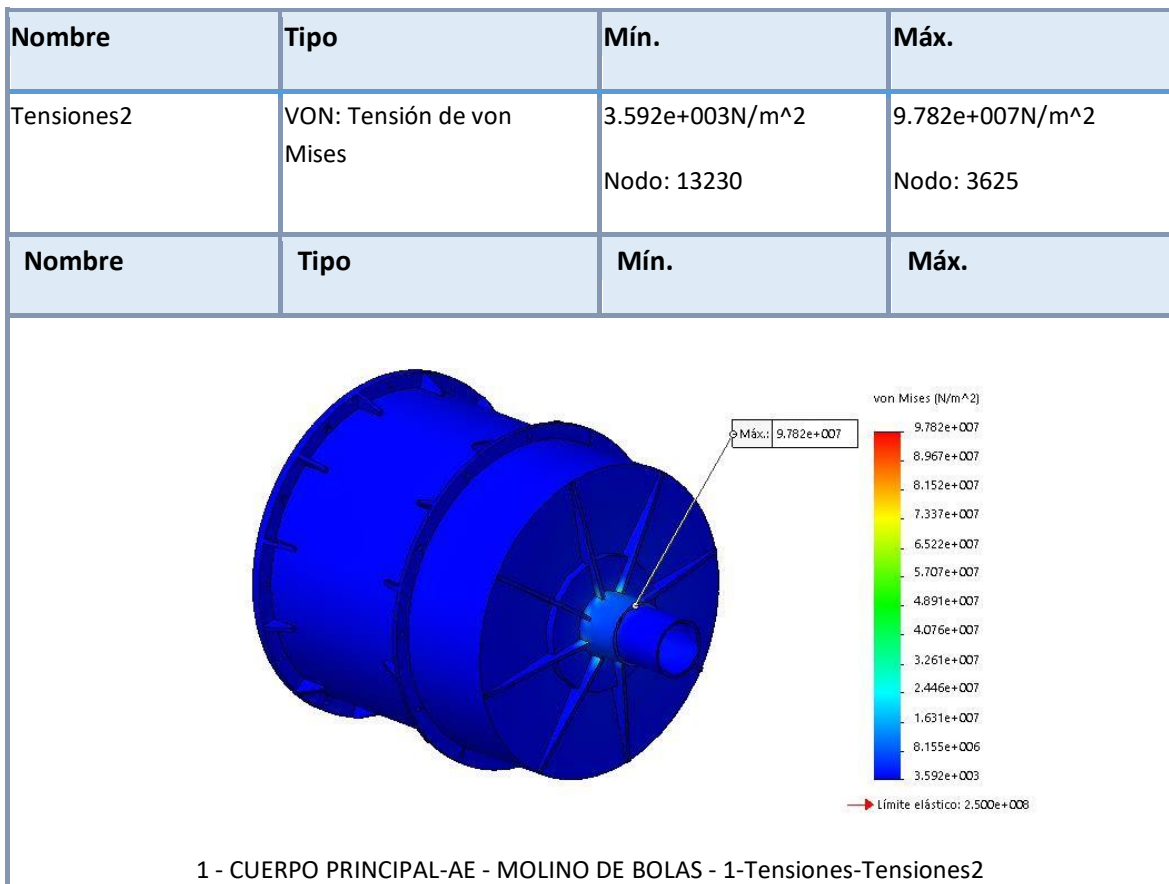 Nombre Tipo Mín. Máx.
Tensiones2 VON: Tensión de von 3.592e+003N/m^2 9.782e+007N/m^2
Mises
Nodo: 13230 Nodo: 3625
Nombre Tipo Mín. Máx.
von Mises (N/m^2)
Máx.: 9.782e+007
9.782e+007
8.967e+007
8.152e+007
7.337e+007
6.522e+007
5.707e+007
4.891e+007
4.076e+007
3.261e+007
2.446e+007
1.631e+007
8.155e+006
3.592e+003
Límite elástico: 2.500e+008
1 - CUERPO PRINCIPAL-AE - MOLINO DE BOLAS - 1-Tensiones-Tensiones2